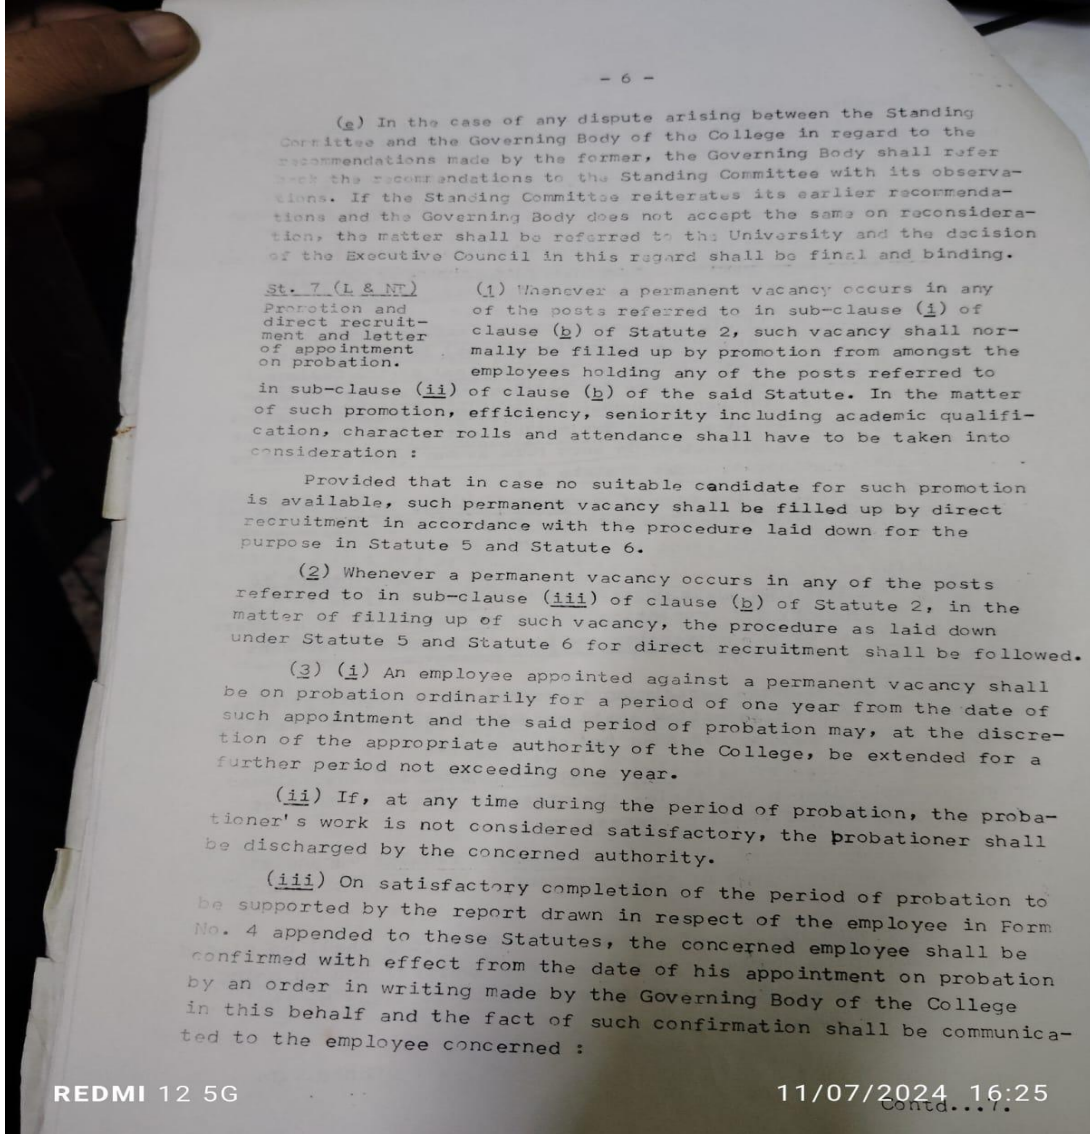 - 6 -
(e) In the case of any dispute arising between the Standing
Committee and the Governing Body of the College in regard to the
recommendations made by the former, the Governing Body shall refer
back the recommendations to the Standing Committee with its observa-
tions. If the Standing Committee reiterates its earlier recommenda-
tions and the Governing Body does not accept the same on reconsidera-
tion, the matter shall be referred to the University and the decision
of the Executive Council in this regard shall be final and binding.
St. 7 (L & NT)
Promotion and
direct recruit-
ment and letter
of appointment
on probation.
(1) Whenever a permanent vacancy occurs in any
of the posts referred to in sub-clause (i) of
clause (b) of Statute 2, such vacancy shall nor-
mally be filled up by promotion from amongst the
employees holding any of the posts referred to
in sub-clause (ii) of clause (b) of the said Statute. In the matter
of such promotion, efficiency, seniority including academic qualifi-
cation, character rolls and attendance shall have to be taken into
consideration :
Provided that in case no suitable candidate for such promotion
is available, such permanent vacancy shall be filled up by direct
recruitment in accordance with the procedure laid down for the
purpose in Statute 5 and Statute 6.
(2) Whenever a permanent vacancy occurs in any of the posts
referred to in sub-clause (iii) of clause (b) of Statute 2, in the
matter of filling up of such vacancy, the procedure as laid down
under Statute 5 and Statute 6 for direct recruitment shall be followed.
(3) (i) An employee appointed against a permanent vacancy shall
be on probation ordinarily for a period of one year from the date of
such appointment and the said period of probation may, at the discre-
tion of the appropriate authority of the College, be extended for a
further period not exceeding one year.
(ii) If, at any time during the period of probation, the proba-
tioner's work is not considered satisfactory, the probationer shall
be discharged by the concerned authority.
(iii) On satisfactory completion of the period of probation to
be supported by the report drawn in respect of the employee in Form
No. 4 appended to these Statutes, the concerned employee shall be
confirmed with effect from the date of his appointment on probation
by an order in writing made by the Governing Body of the College
in this behalf and the fact of such confirmation shall be communica-
ted to the employee concerned :
REDMI 12 5G
11/07/2024 16:25
Contd...7.